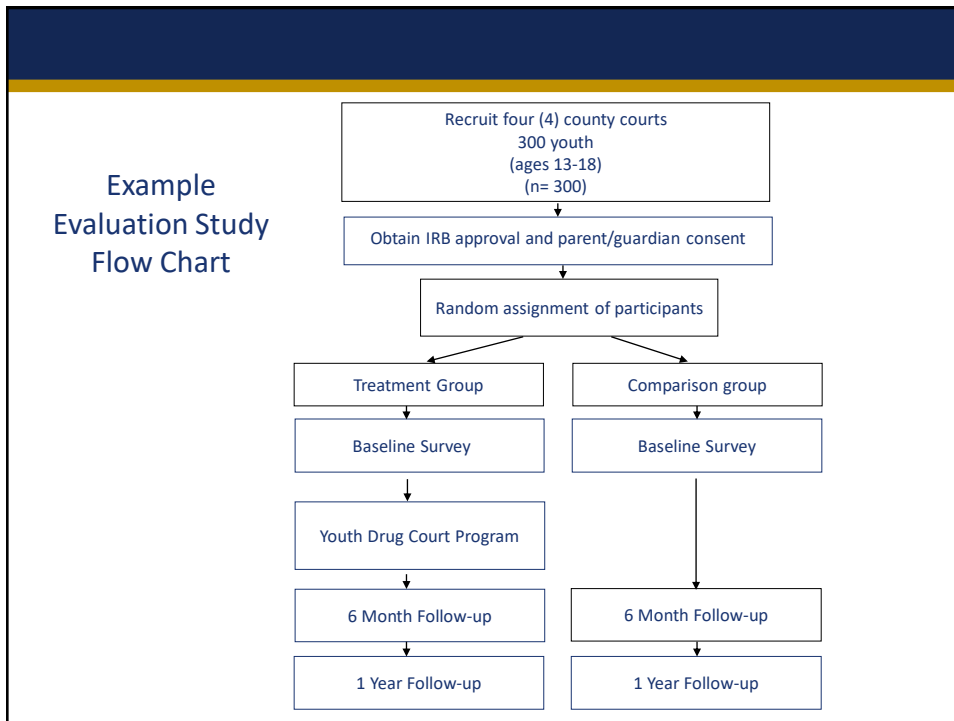 Example
Evaluation Study
Flow Chart
Recruit four (4) county courts
300 youth
(ages 13-18)
(n= 300)
Obtain IRB approval and parent/guardian consent
Random assignment of participants
Treatment Group
Comparison group
Baseline Survey
Baseline Survey
Youth Drug Court Program
6 Month Follow-up
6 Month Follow-up
1 Year Follow-up
1 Year Follow-up